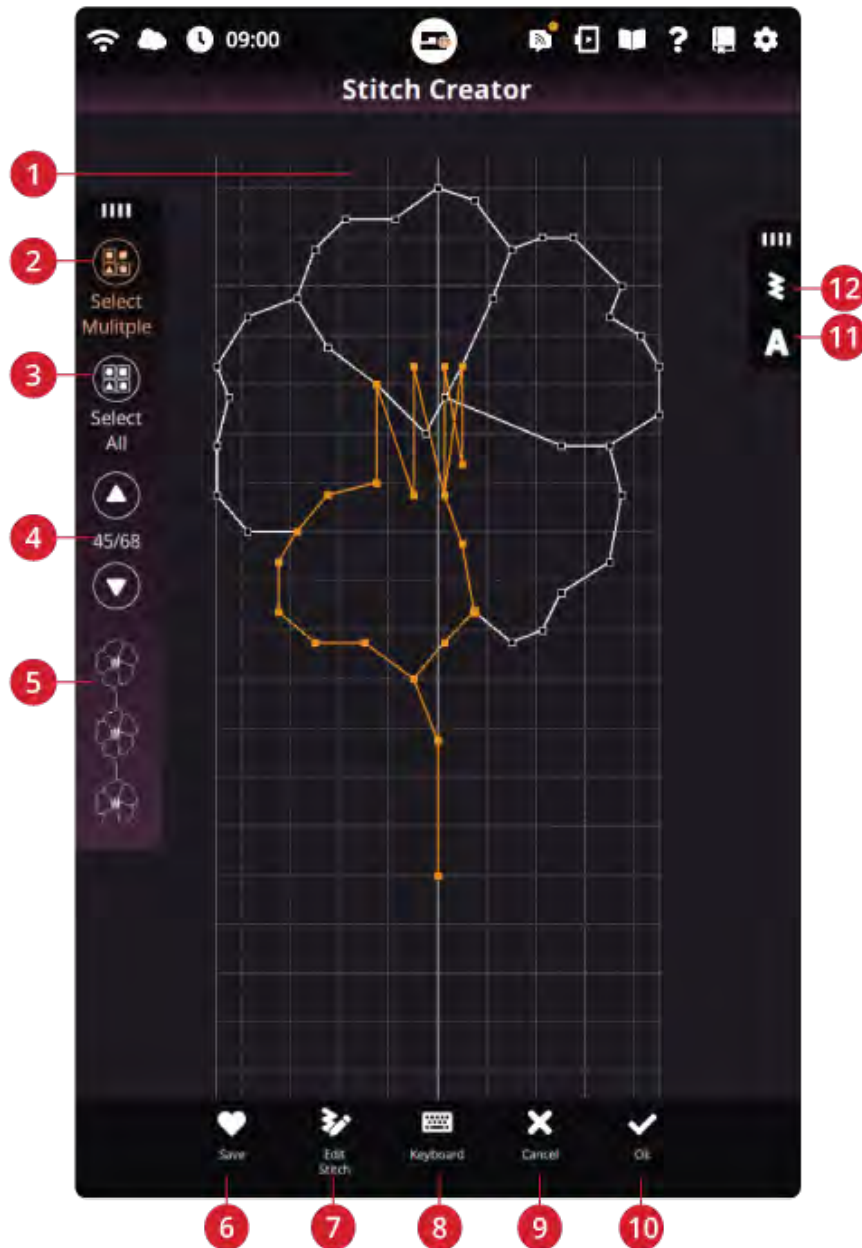 09:00
?
Stitch Creator
1
2
Select
Mulitple
3
Select
All
4
45/68
5
12
11
A
Save
Edit
Stitch
Keyboard
Cancel
Ok
6
7
8
9
10